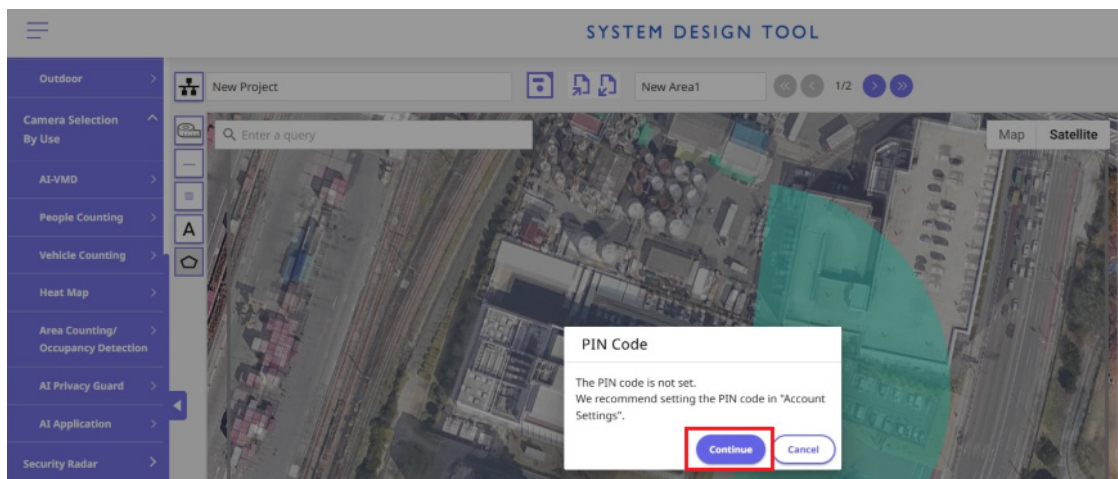 SYSTEM DESIGN TOOL
Outdoor
New Project
New Area1
1/2
Camera Selection
By Use
Enter a query
Map
Satellite
AI-VMD
People Counting
A
Vehicle Counting
Heat Map
Area Counting/
Occupancy Detection
AI Privacy Guard
AI Application
Security Radar
PIN Code
The PIN code is not set.
We recommend setting the PIN code in "Account
Settings".
Continue
Cancel